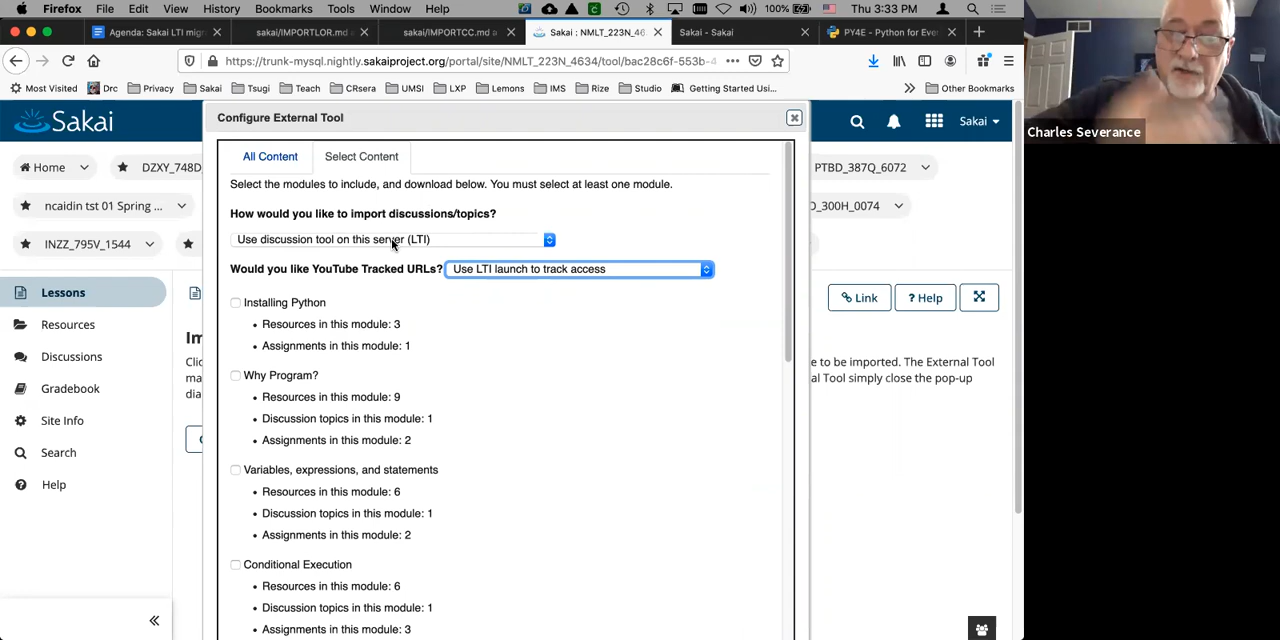 Firefox File Edit View History Bookmarks Tools Window Help 100% Thu 3:33 PM
Agenda: Sakai LTI mig × sakai/IMPORTLOR.md a × sakai/IMPORTCC.md a × Sakai : NMLT_223N_46 × Sakai - Sakai × PY4E - Python for Eve ×
https://trunk-mysql.nightly.sakaiproject.org/portal/site/NMLT_223N_4634/tool/bac28c6f-553b-4
Most Visited Drc Privacy Sakai Tsugi Teach CRsera UMSI LXP Lemons IMS Rize Studio Getting Started Usi... Other Bookmarks
Sakai
Sakai
Home
DZXY_748D
PTBD_387Q_6072
ncaidin tst 01 Spring ...
O_300H_0074
INZZ_795V_1544
Lessons
Resources
Discussions
Gradebook
Site Info
Search
Help
Link
? Help
Im
Clic
e to be imported. The External Tool
ma
al Tool simply close the pop-up
dia
Configure External Tool
All Content
Select Content
Select the modules to include, and download below. You must select at least one module.
How would you like to import discussions/topics?
Use discussion tool on this server (LTI)
Would you like YouTube Tracked URLs? Use LTI launch to track access
Installing Python
• Resources in this module: 3
• Assignments in this module: 1
Why Program?
• Resources in this module: 9
• Discussion topics in this module: 1
• Assignments in this module: 2
Variables, expressions, and statements
• Resources in this module: 6
• Discussion topics in this module: 1
• Assignments in this module: 2
Conditional Execution
• Resources in this module: 6
• Discussion topics in this module: 1
• Assignments in this module: 3
Charles Severance